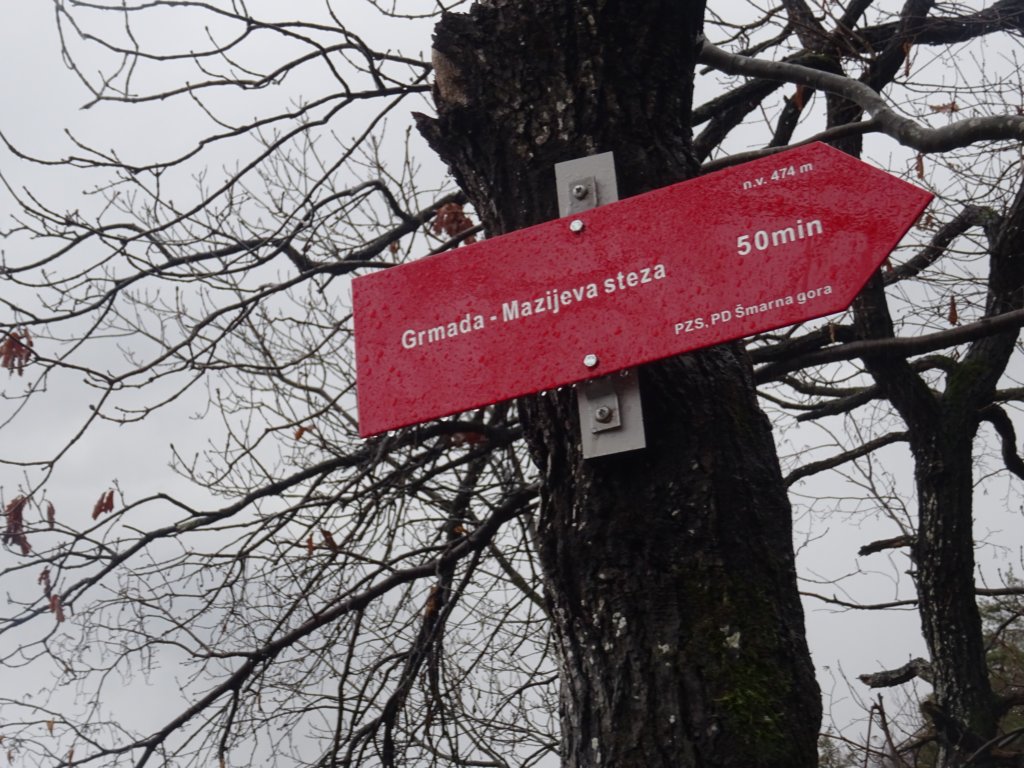 n.v. 474 m
50min
Grmada - Mazijeva steza
PZS, PD Šmarna gora